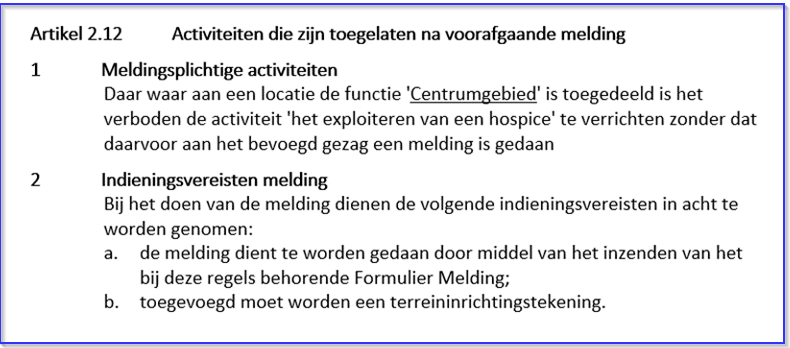 Artikel 2.12 Activiteiten die zijn toegelaten na voorafgaande melding
1 Meldingsplichtige activiteiten
Daar waar aan een locatie de functie 'Centrumgebied' is toegedeeld is het
verboden de activiteit 'het exploiteren van een hospice' te verrichten zonder dat
daarvoor aan het bevoegd gezag een melding is gedaan
2 Indieningsvereisten melding
Bij het doen van de melding dienen de volgende indieningsvereisten in acht te
worden genomen:
a. de melding dient te worden gedaan door middel van het inzenden van het
bij deze regels behorende Formulier Melding;
b. toegevoegd moet worden een terreininrichtingstekening.